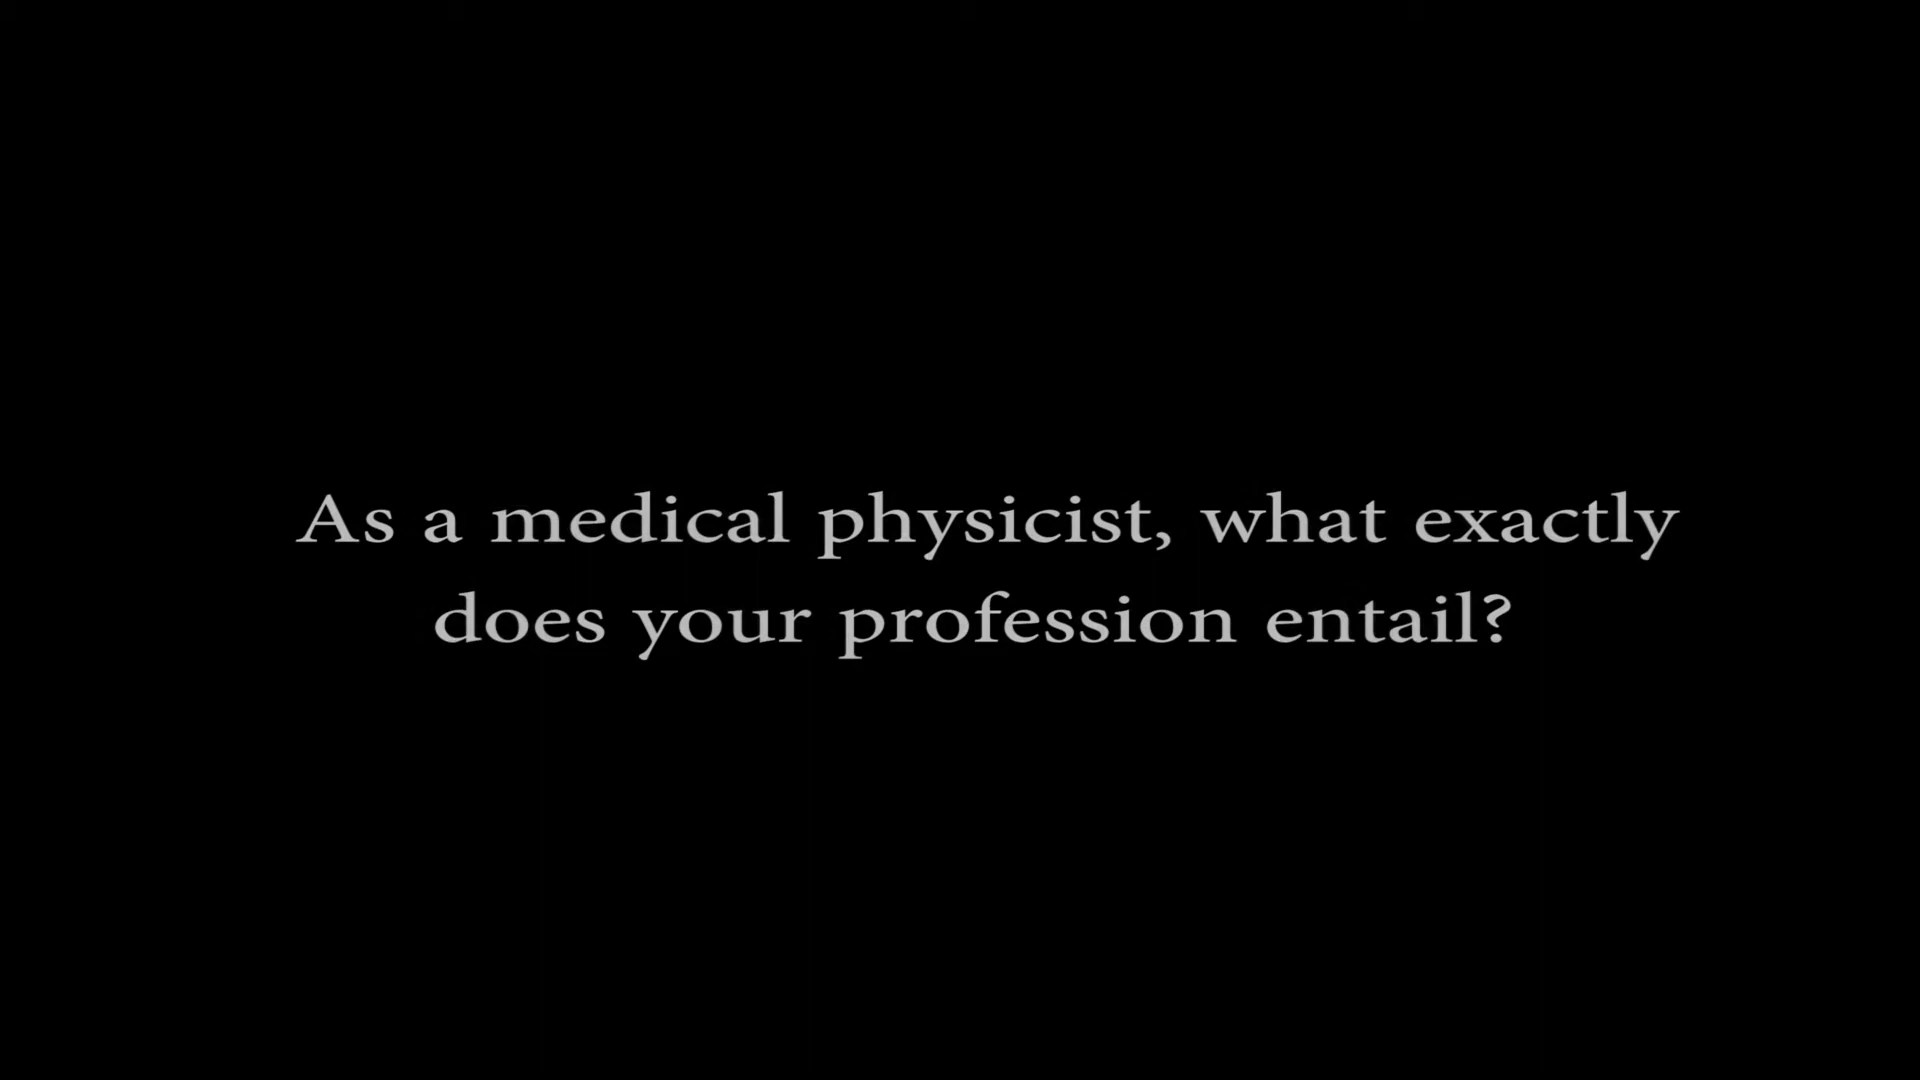 As a medical physicist, what exactly
does your profession entail?